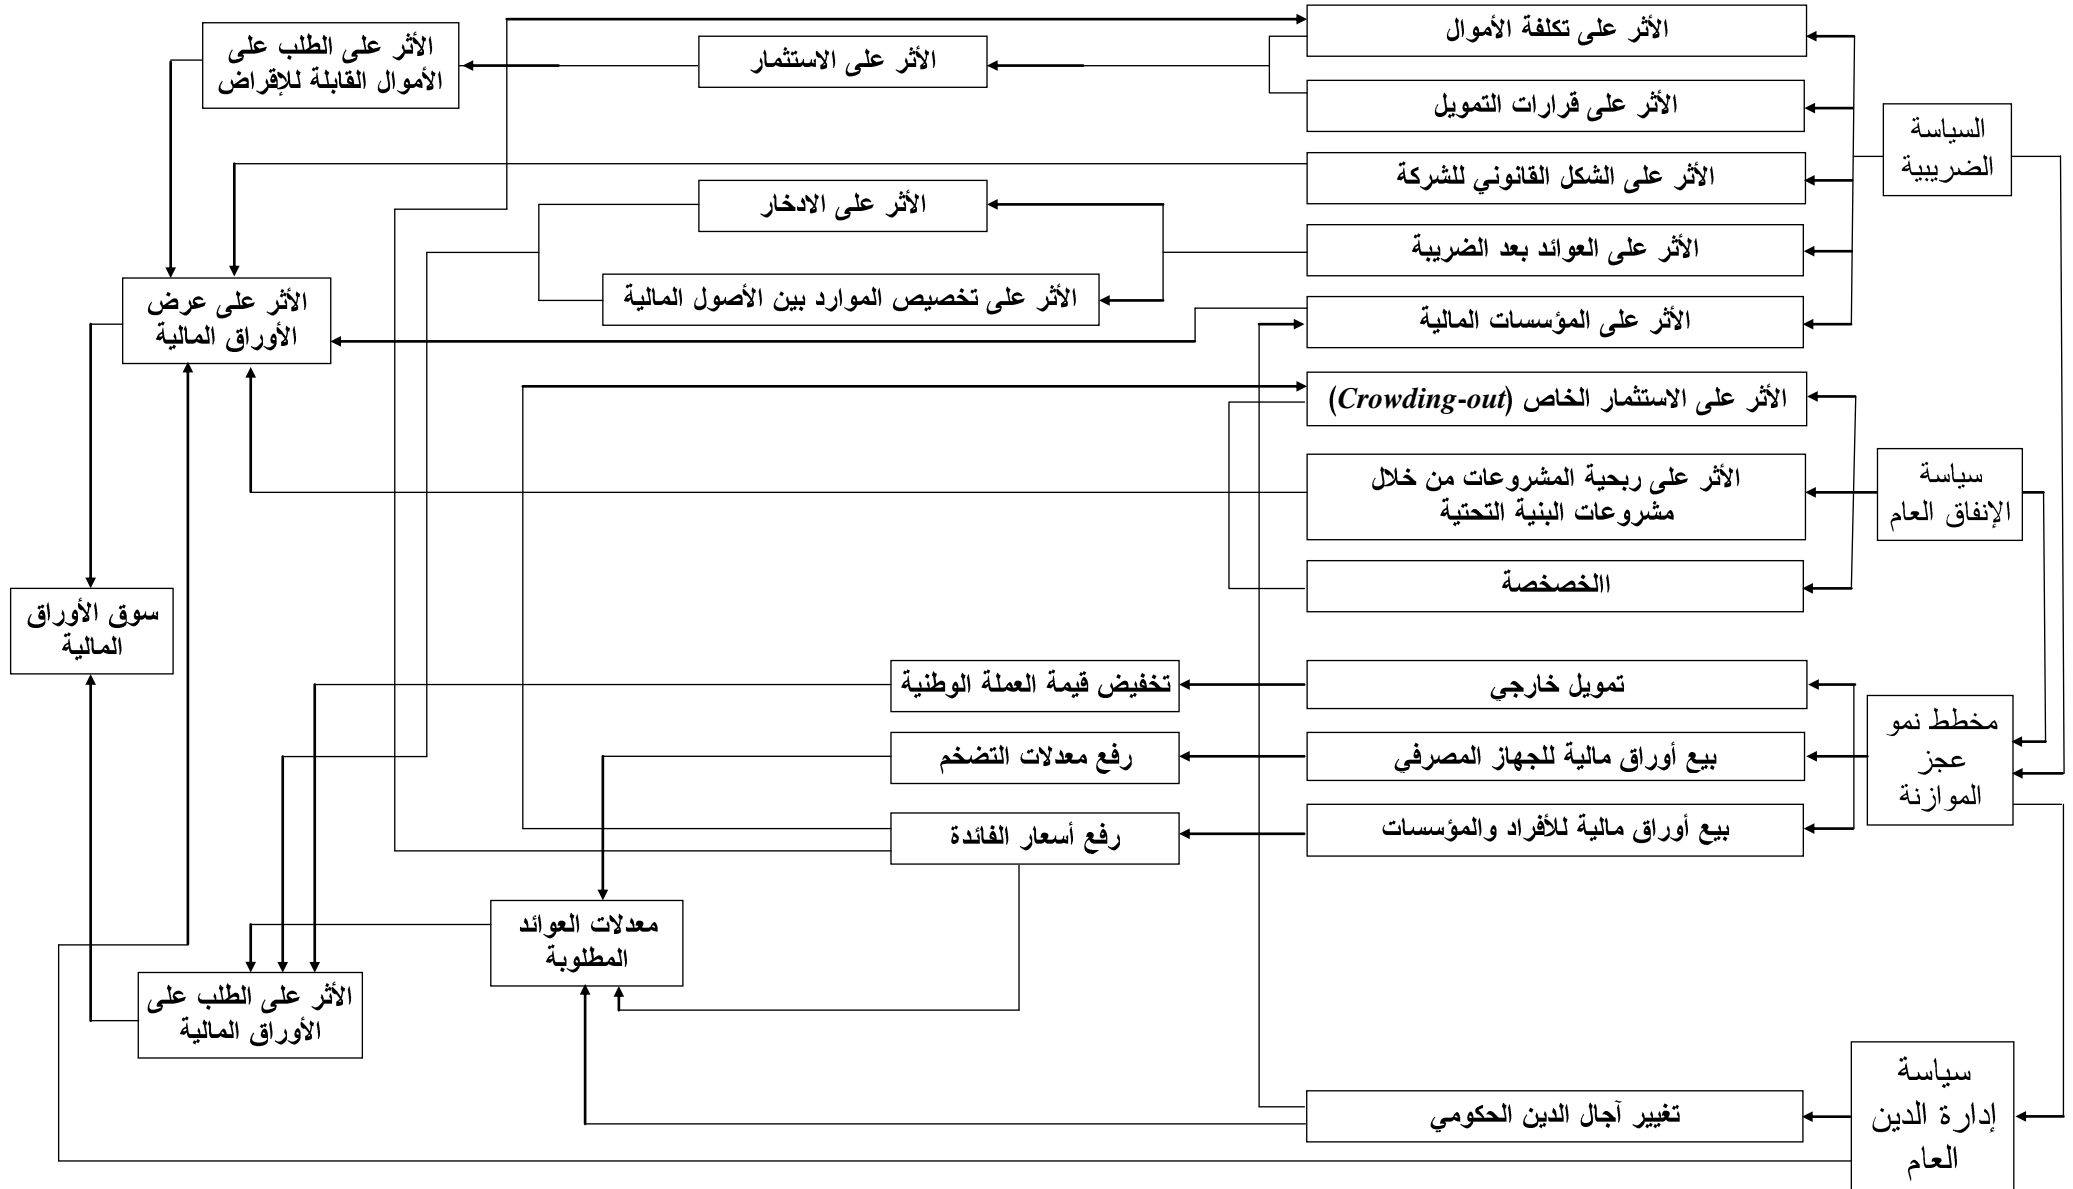 السياسة
الضريبية
الأثر على تكلفة الأموال
الأثر على قرارات التمويل
الأثر على الشكل القانوني للشركة
الأثر على العوائد بعد الضريبة
الأثر على المؤسسات المالية
الأثر على الاستثمار
الأثر على الطلب على
الأموال القابلة للإقراض
الأثر على الادخار
الأثر على تخصيص الموارد بين الأصول المالية
الأثر على عرض
الأوراق المالية
سياسة
الإنفاق العام
الأثر على الاستثمار الخاص (Crowding-out)
الأثر على ربحية المشروعات من خلال
مشروعات البنية التحتية
االخصخصة
سوق الأوراق
المالية
مخطط نمو
عجز
الموازنة
تمويل خارجي
بيع أوراق مالية للجهاز المصرفي
بيع أوراق مالية للأفراد والمؤسسات
تخفيض قيمة العملة الوطنية
رفع معدلات التضخم
رفع أسعار الفائدة
معدلات العوائد
المطلوبة
الأثر على الطلب على
الأوراق المالية
سياسة
إدارة الدين
العام
تغيير آجال الدين الحكومي